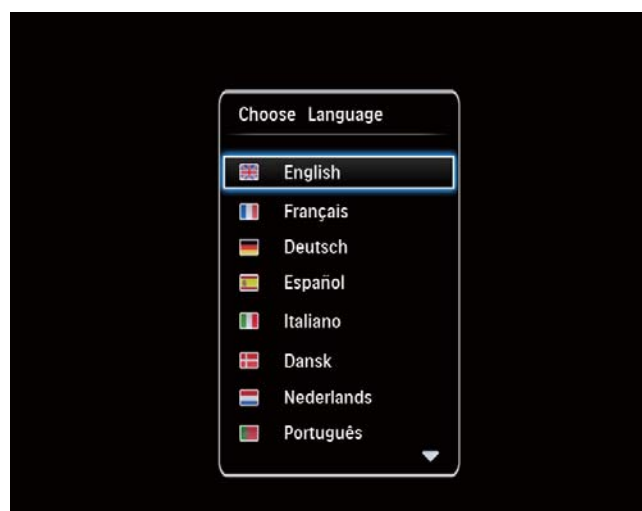 Choose Language
English
Français
Deutsch
Español
Italiano
Dansk
Nederlands
Português